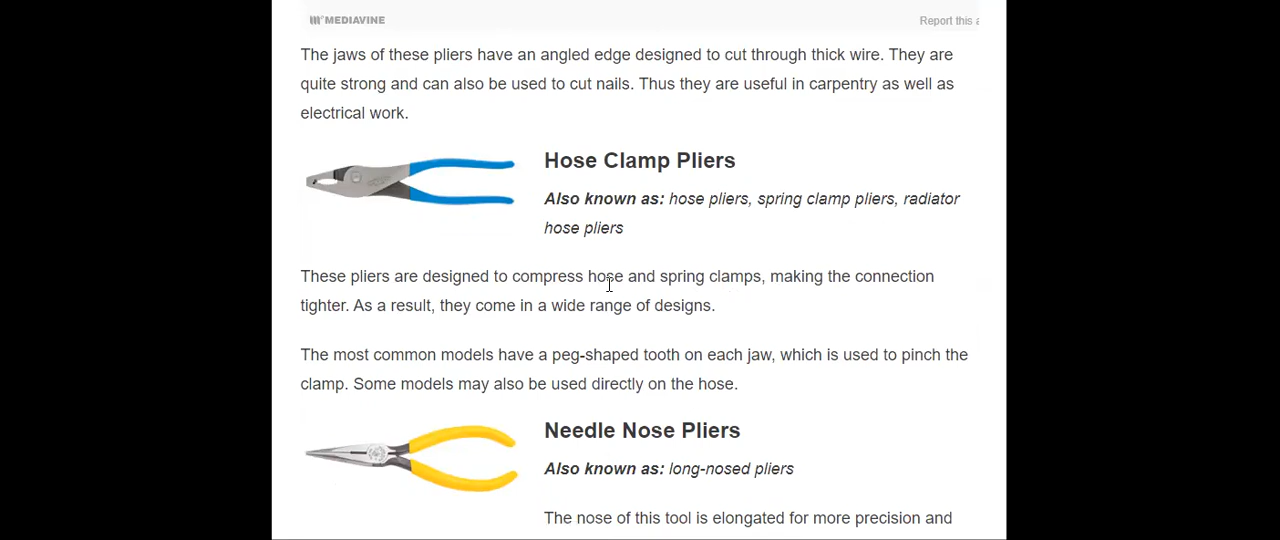 MEDIAVINE
Report this
The jaws of these pliers have an angled edge designed to cut through thick wire. They are
quite strong and can also be used to cut nails. Thus they are useful in carpentry as well as
electrical work.
Hose Clamp Pliers
Also known as: hose pliers, spring clamp pliers, radiator
hose pliers
These pliers are designed to compress hose and spring clamps, making the connection
tighter. As a result, they come in a wide range of designs.
The most common models have a peg-shaped tooth on each jaw, which is used to pinch the
clamp. Some models may also be used directly on the hose.
Needle Nose Pliers
Also known as: long-nosed pliers
The nose of this tool is elongated for more precision and